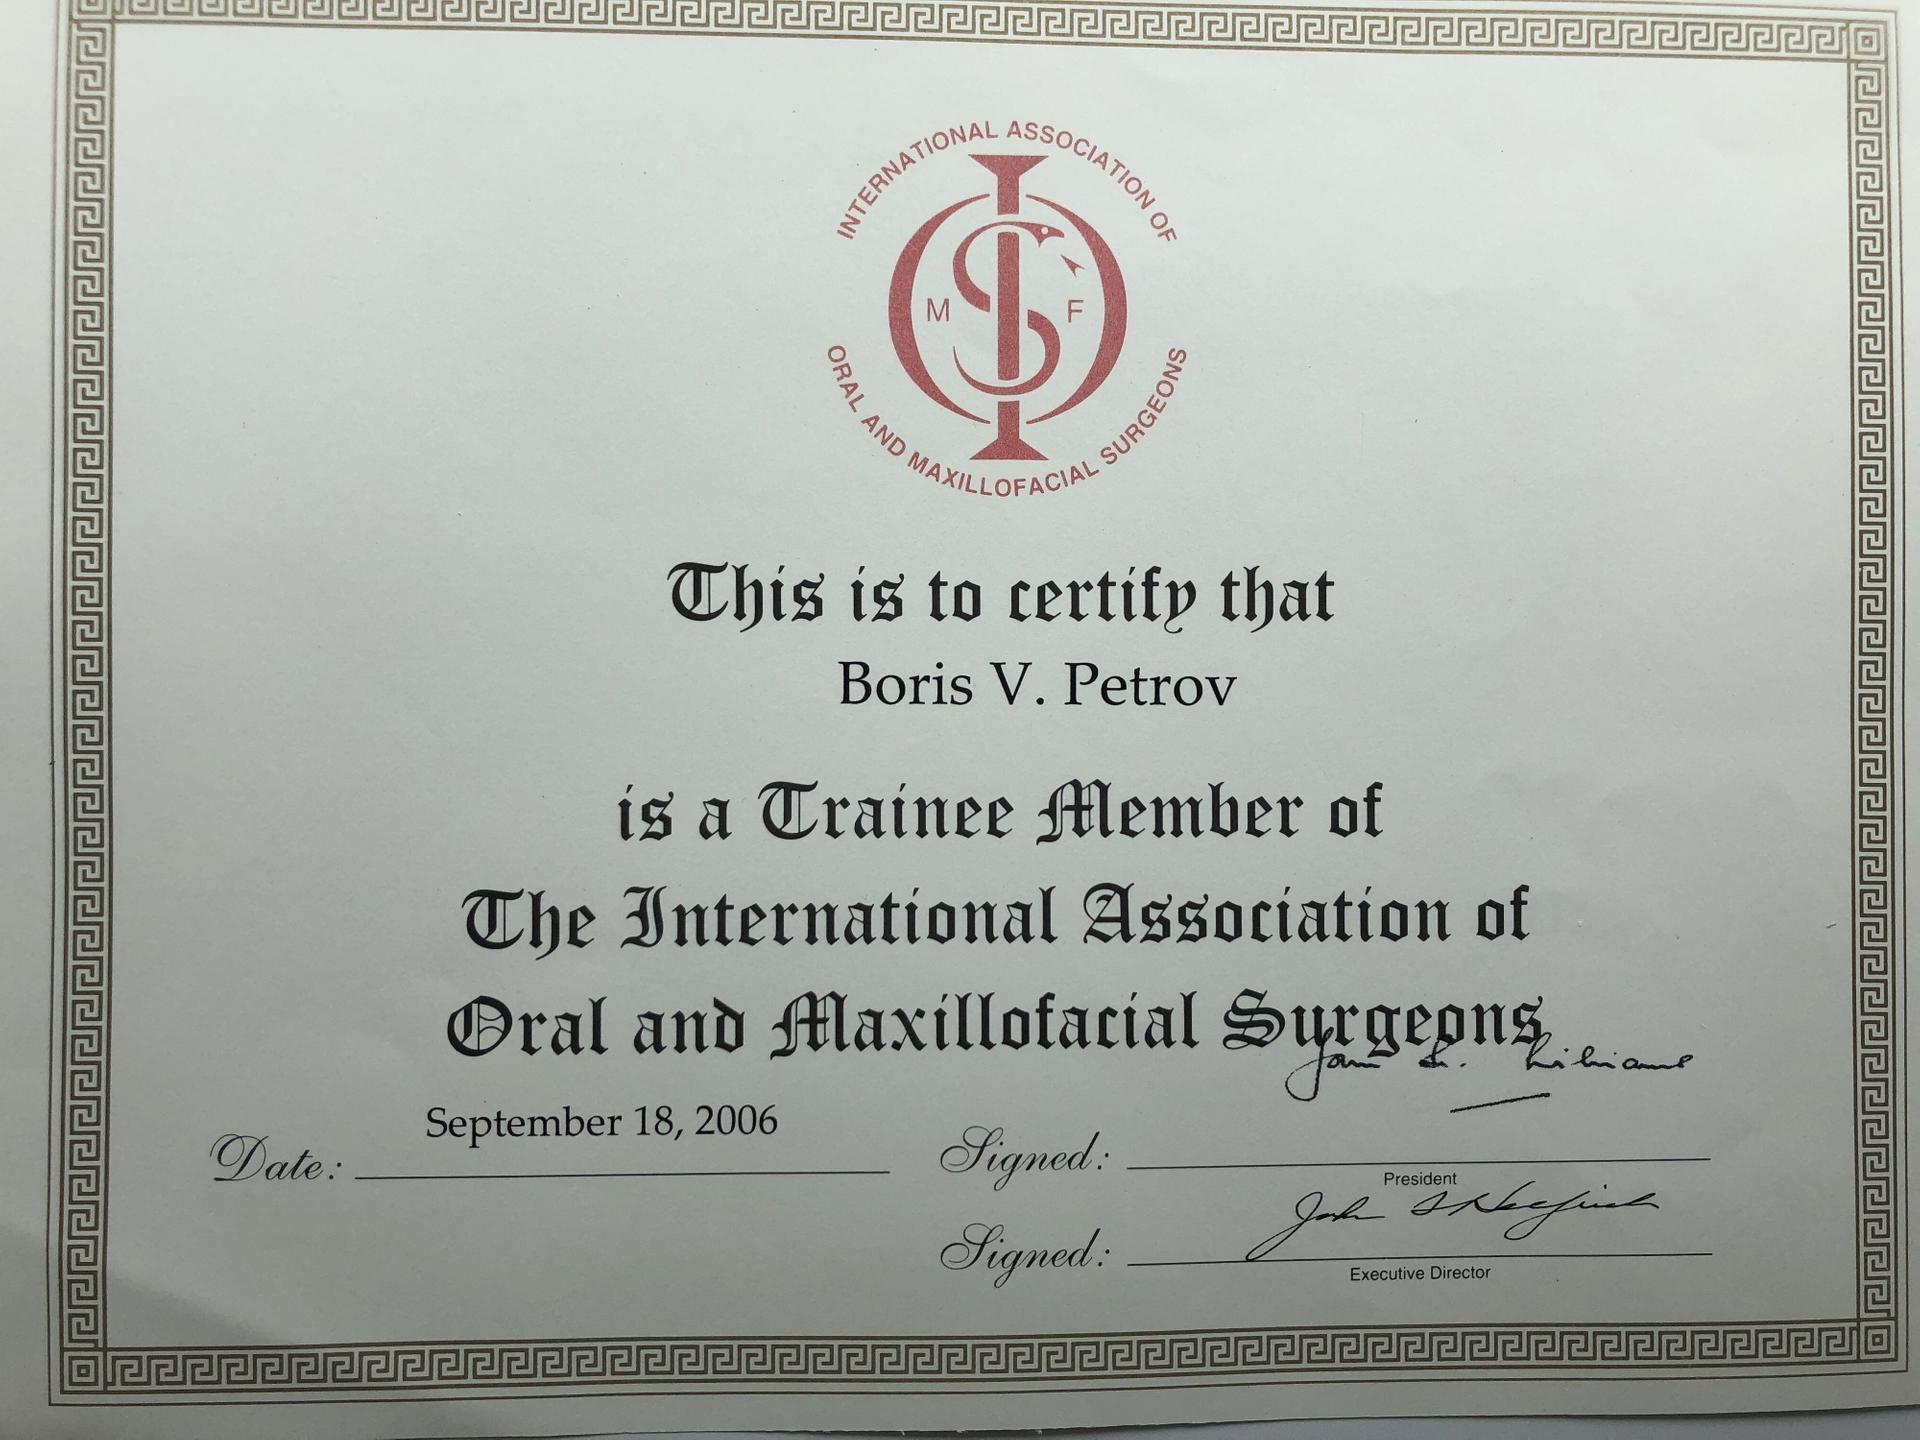 INTERNATIONAL ASSOCIATION OF
M F
ORAL AND MAXILLOFACIAL SURGEONS
This is to certify that
Boris V. Petrov
is a Trainee Member of
The International Association of
Oral and Maxillofacial Surgeons
Date: September 18, 2006
Signed:
President
John
Signed:
Executive Director